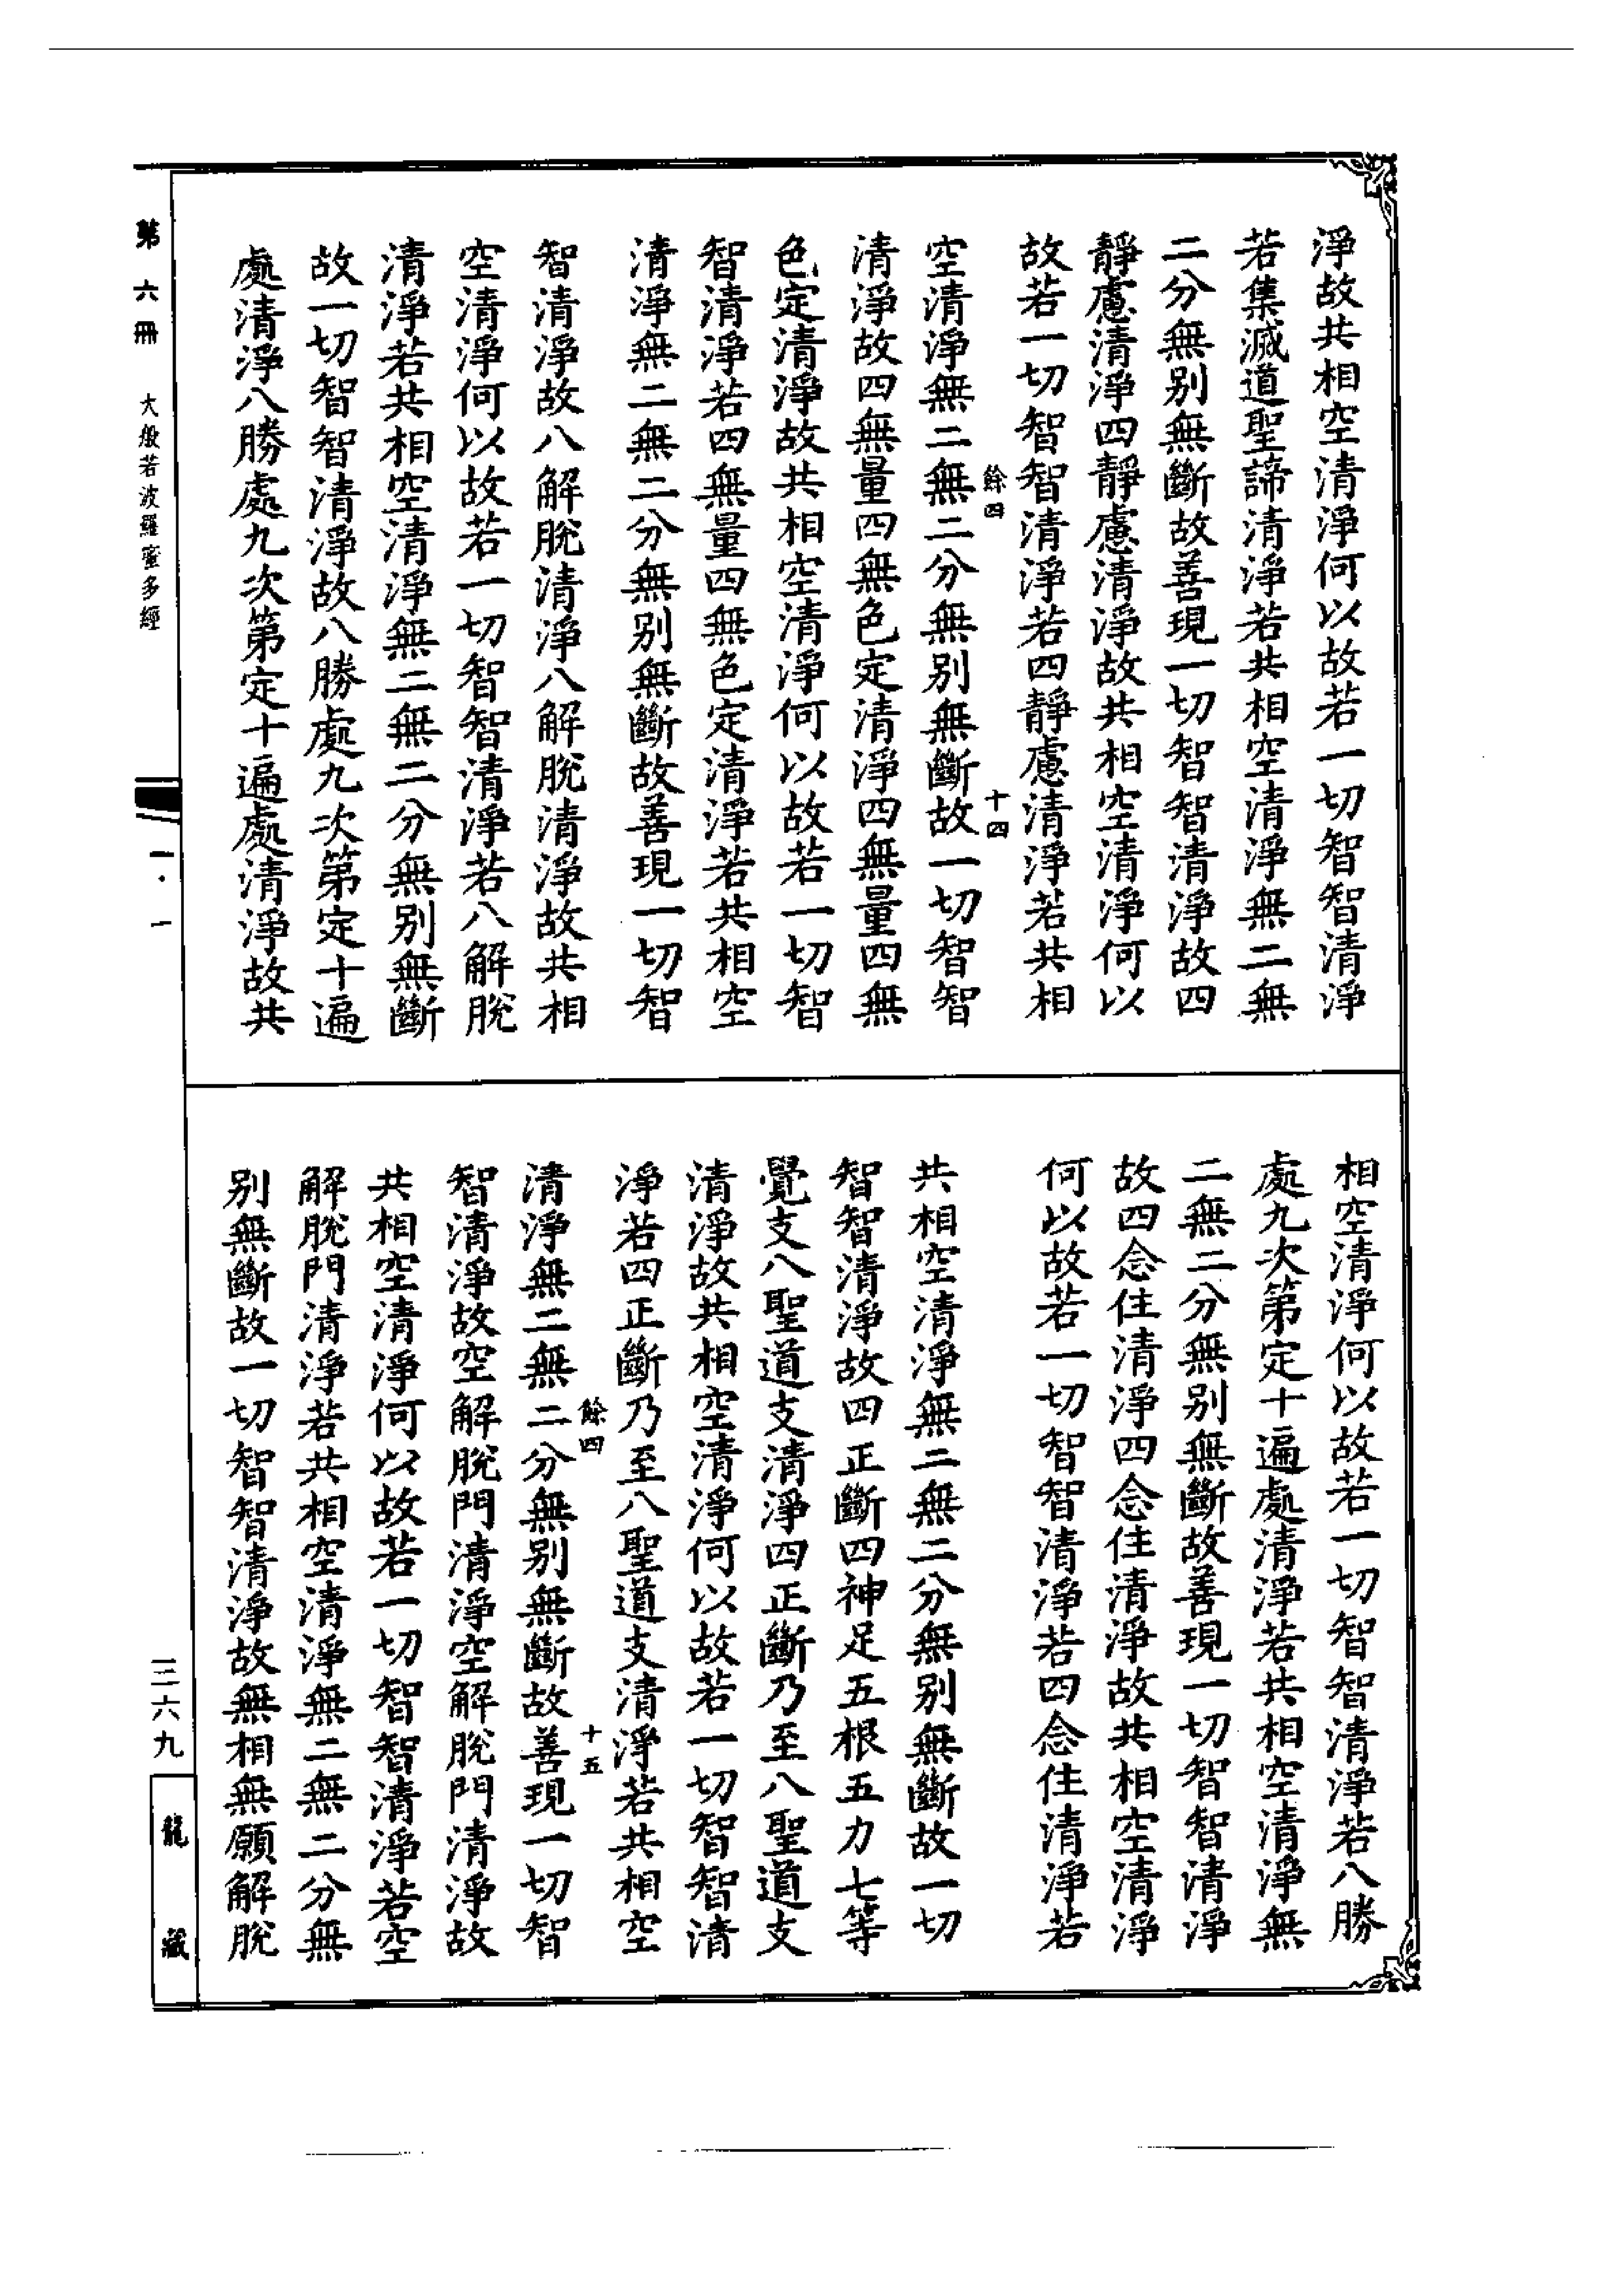 淨故共相空清淨何以故若一切智智清淨
若集滅道聖諦清淨若共相空清淨無二無
二分無別無斷故善現一切智智清淨故四
靜慮清淨四靜慮清淨故共相空清淨何以
故若一切智智清淨若四靜慮清淨若共相
餘四
十四
空清淨無二無二分無別無斷故一切智智
清淨故四無量四無色定清淨四無量四無
色定清淨故共相空清淨何以故若一切智
智清淨若四無量四無色定清淨若共相空
清淨無二無二分無別無斷故善現一切智
智清淨故八解脫清淨八解脫清淨故共相
空清淨何以故若一切智智清淨若八解脫
清淨若共相空清淨無二無二分無別無斷
故一切智智清淨故八勝處九次第定十遍
處清淨八勝處九次第定十遍處清淨故共
相空清淨何以故若一切智智清淨若八勝
處九次第定十遍處清淨若共相空清淨無
二無二分無別無斷故善現一切智智清淨
故四念住清淨四念住清淨故共相空清淨
何以故若一切智智清淨若四念住清淨若
共相空清淨無二無二分無別無斷故一切
智智清淨故四正斷四神足五根五力七等
覺支八聖道支清淨四正斷乃至八聖道支
清淨故共相空清淨何以故若一切智智清
淨若四正斷乃至八聖道支清淨若共相空
餘四
十五
清淨無二無二分無別無斷故善現一切智
智清淨故空解脫門清淨空解脫門清淨故
共相空清淨何以故若一切智智清淨若空
解脫門清淨若共相空清淨無二無二分無
別無斷故一切智智清淨故無相無願解脫
第六冊
大般若波羅蜜多經
一·一
三六九
龍藏